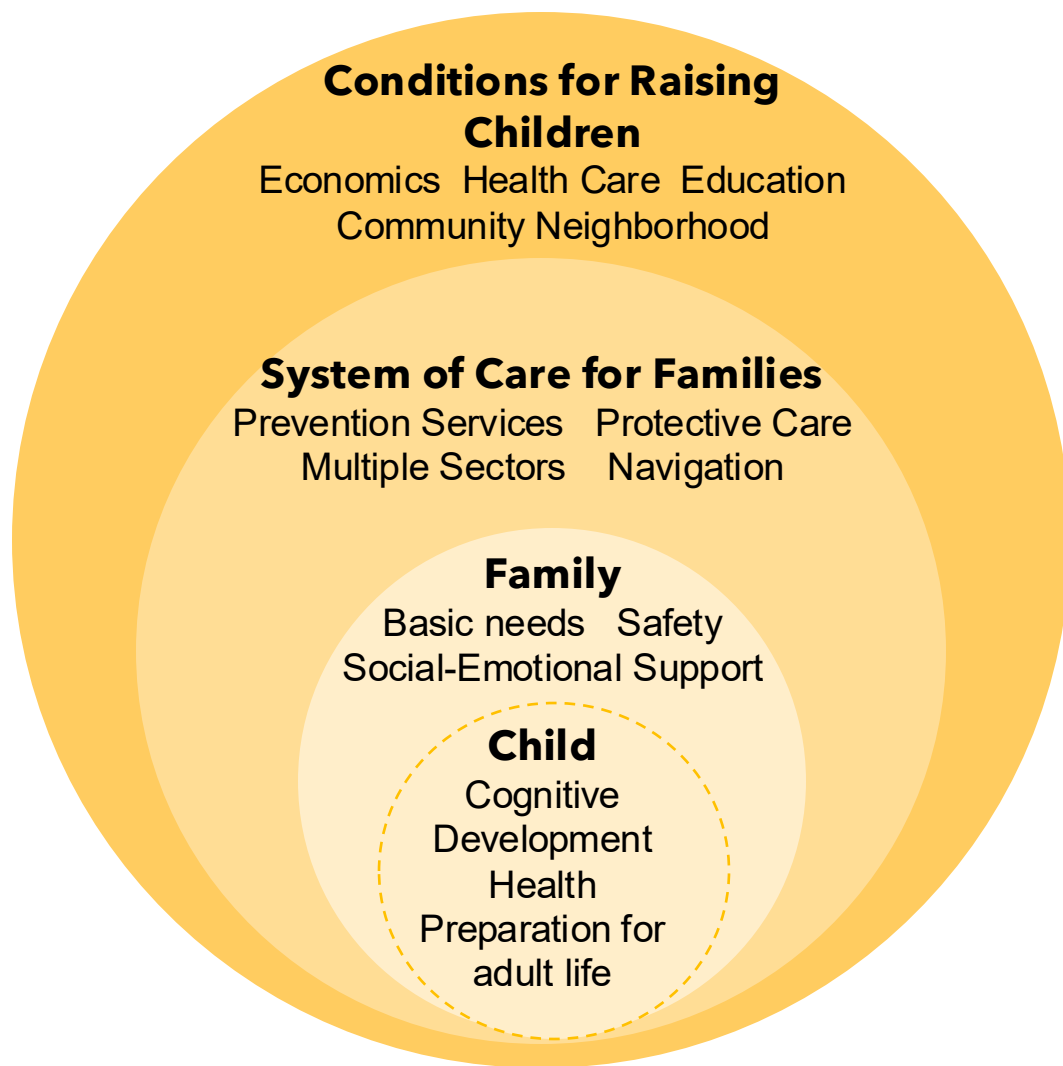 Conditions for Raising
Children
Economics  Health Care  Education
Community Neighborhood
System of Care for Families
Prevention Services   Protective Care
Multiple Sectors    Navigation
Family
Basic needs   Safety
Social-Emotional Support
Child
Cognitive
Development
Health
Preparation for
adult life